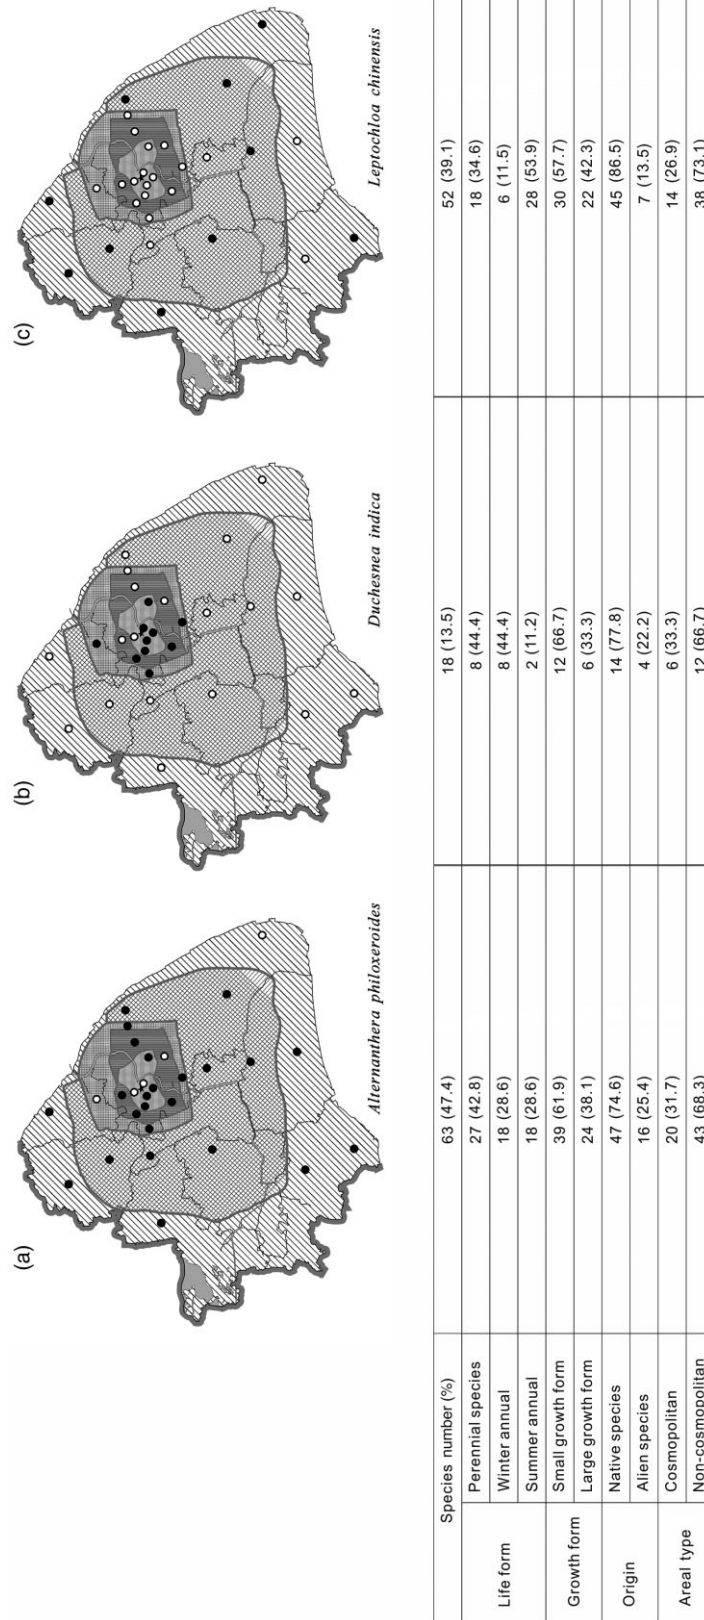 (a)
(b)
(c)
Alternanthera philoxeroides
Duchesnea indica
Leptochloa chinensis
Species number (%) 63 (47.4) 18 (13.5) 52 (39.1)
Life form
Perennial species 27 (42.8) 8 (44.4) 18 (34.6)
Winter annual 18 (28.6) 8 (44.4) 6 (11.5)
Summer annual 18 (28.6) 2 (11.2) 28 (53.9)
Growth form
Small growth form 39 (61.9) 12 (66.7) 30 (57.7)
Large growth form 24 (38.1) 6 (33.3) 22 (42.3)
Origin
Native species 47 (74.6) 14 (77.8) 45 (86.5)
Alien species 16 (25.4) 4 (22.2) 7 (13.5)
Areal type
Cosmopolitan 20 (31.7) 6 (33.3) 14 (26.9)
Non-cosmopolitan 43 (68.3) 12 (66.7) 38 (73.1)